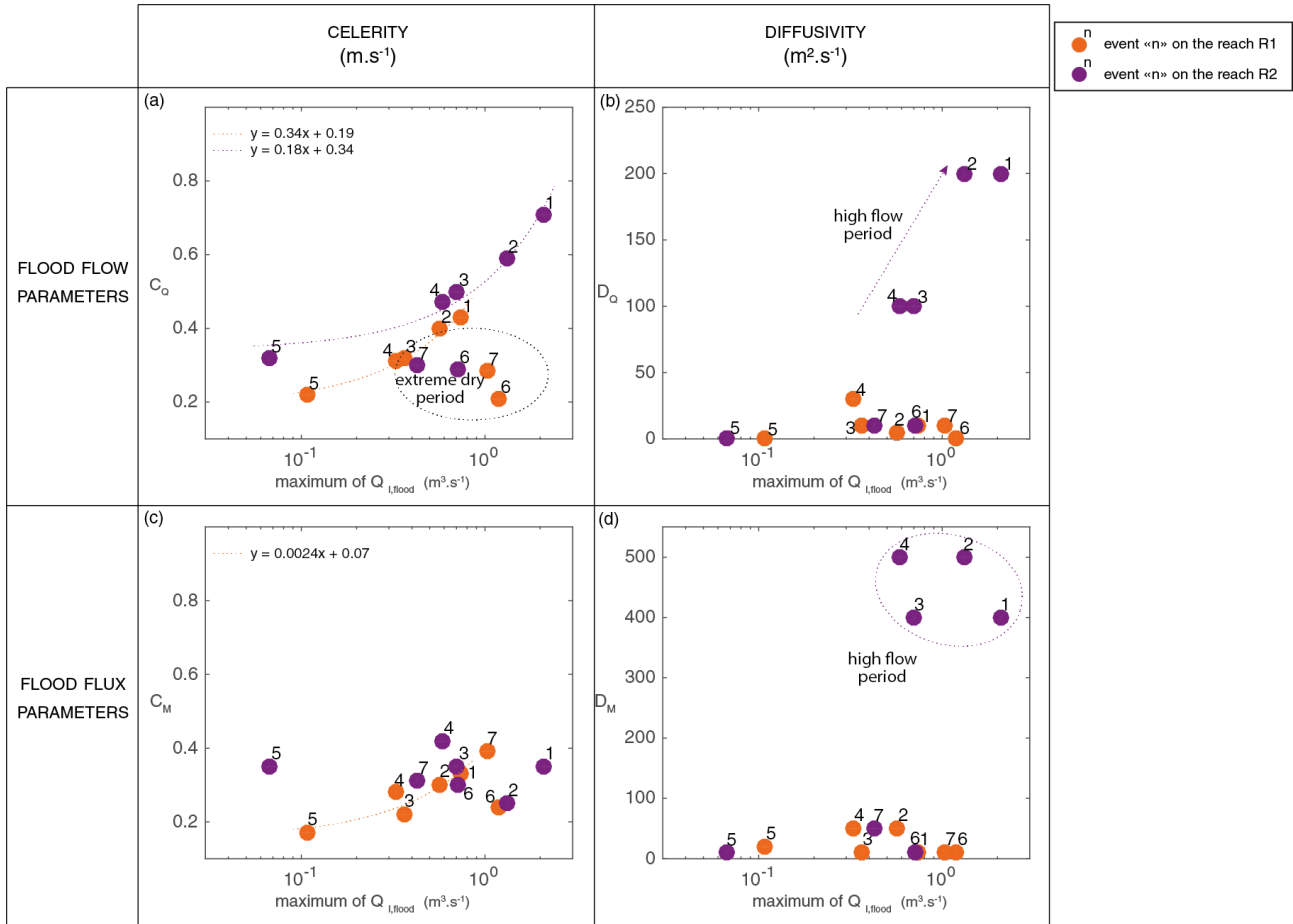 CELERITY
(m.s⁻¹)
DIFFUSIVITY
(m².s⁻¹)
n
event «n» on the reach R1
n
event «n» on the reach R2
FLOOD FLOW
PARAMETERS
(a)
y = 0.34x + 0.19
y = 0.18x + 0.34
0.8
0.6
0.4
0.2
C_Q
1
2
3
4
1
2
3
4
7
6
7
6
5
5
extreme dry
period
10⁻¹
10⁰
maximum of Q I,flood (m³.s⁻¹)
(b)
250
200
150
100
50
0
D_Q
2
1
high flow
period
4
3
4
3
7
2
6
1
7
6
5
5
10⁻¹
10⁰
maximum of Q I,flood (m³.s⁻¹)
FLOOD FLUX
PARAMETERS
(c)
y = 0.0024x + 0.07
0.8
0.6
0.4
0.2
C_M
4
7
5
3
1
2
1
7
4
6
3
6
2
5
10⁻¹
10⁰
maximum of Q I,flood (m³.s⁻¹)
(d)
500
400
300
200
100
0
D_M
4
2
3
1
high flow
period
4
7
2
5
5
3
6
1
7
6
10⁻¹
10⁰
maximum of Q I,flood (m³.s⁻¹)